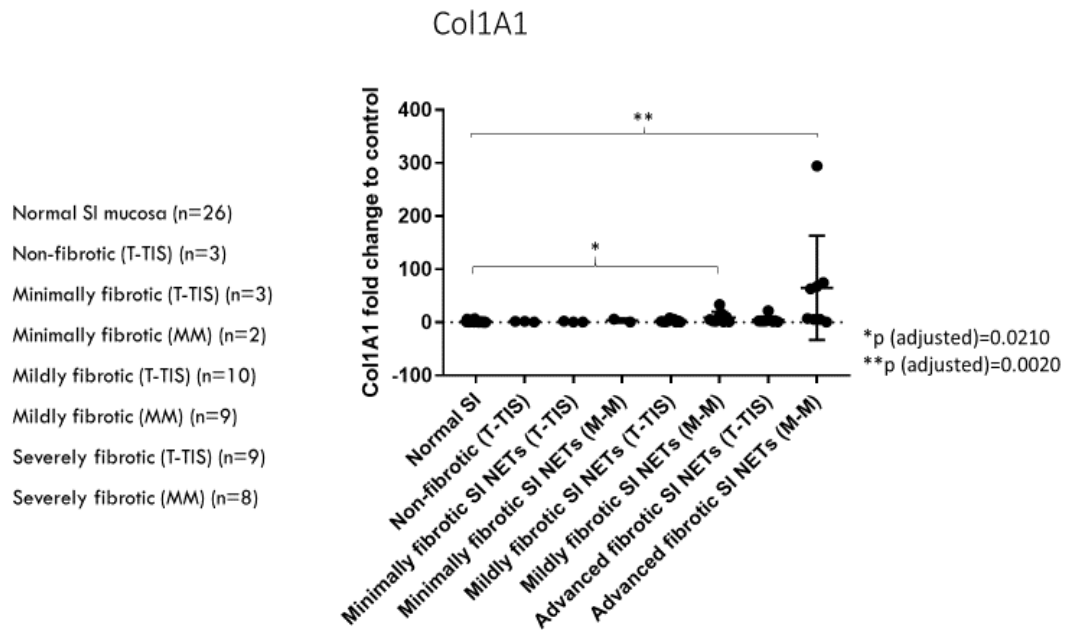 Col1A1
Normal SI mucosa (n=26)
Non-fibrotic (T-TIS) (n=3)
Minimally fibrotic (T-TIS) (n=3)
Minimally fibrotic (MM) (n=2)
Mildly fibrotic (T-TIS) (n=10)
Mildly fibrotic (MM) (n=9)
Severely fibrotic (T-TIS) (n=9)
Severely fibrotic (MM) (n=8)
Col1A1 fold change to control
400
300
200
100
0
-100
**
*
Normal SI
Non-fibrotic (T-TIS)
Minimally fibrotic SI NETs (T-TIS)
Minimally fibrotic SI NETs (M-M)
Mildly fibrotic SI NETs (T-TIS)
Mildly fibrotic SI NETs (M-M)
Advanced fibrotic SI NETs (T-TIS)
Advanced fibrotic SI NETs (M-M)
*p (adjusted)=0.0210
**p (adjusted)=0.0020